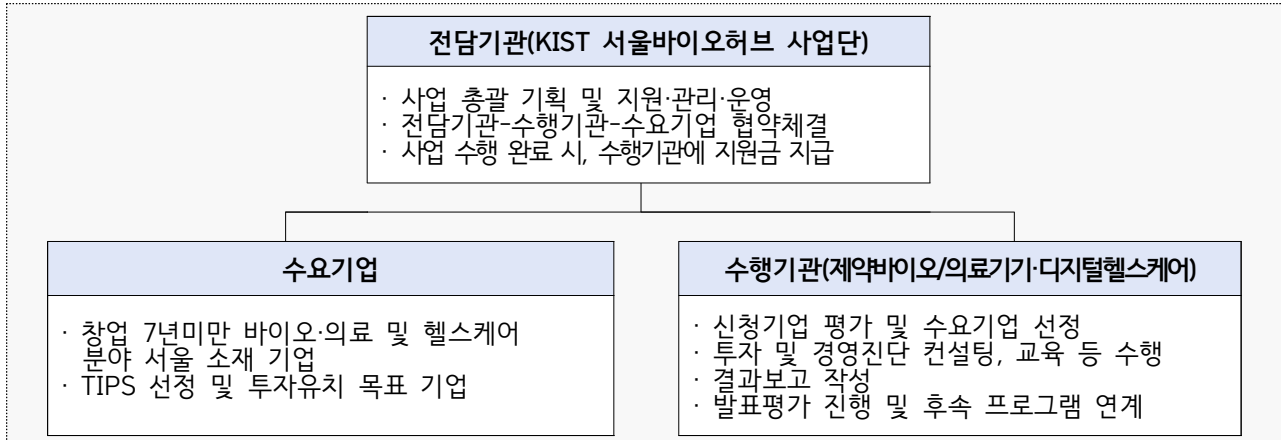 전담기관(KIST 서울바이오허브 사업단)
· 사업 총괄 기획 및 지원·관리·운영
· 전담기관-수행기관-수요기업 협약체결
· 사업 수행 완료 시, 수행기관에 지원금 지급
수요기업
· 창업 7년미만 바이오·의료 및 헬스케어
분야 서울 소재 기업
· TIPS 선정 및 투자유치 목표 기업
수행기관(제약바이오/의료기기·디지털헬스케어)
· 신청기업 평가 및 수요기업 선정
· 투자 및 경영진단 컨설팅, 교육 등 수행
· 결과보고 작성
· 발표평가 진행 및 후속 프로그램 연계